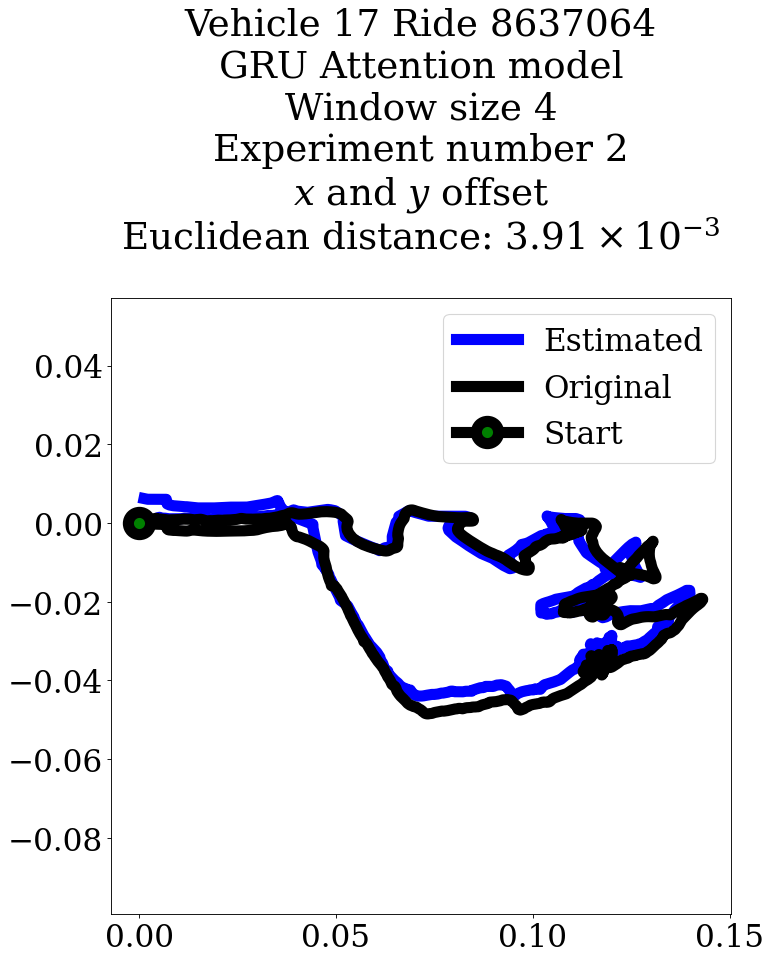 Vehicle 17 Ride 8637064
GRU Attention model
Window size 4
Experiment number 2
x and y offset
Euclidean distance: 3.91 × 10⁻³
Estimated
Original
Start
0.04
0.02
0.00
−0.02
−0.04
−0.06
−0.08
0.00 0.05 0.10 0.15